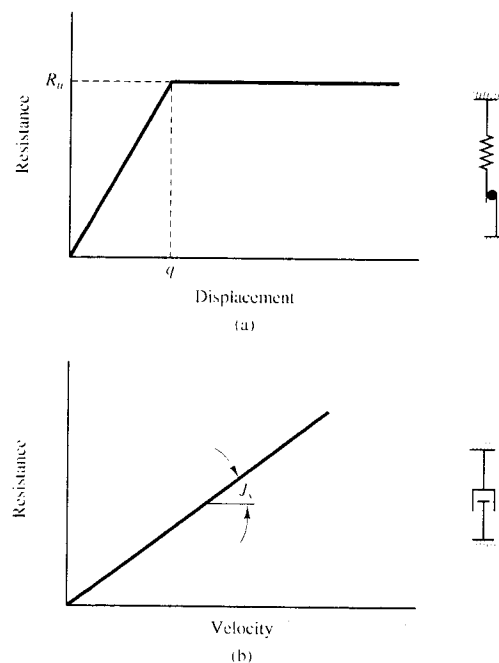 Resistance
R_u
q
Displacement
(a)
Resistance
J_s
Velocity
(b)